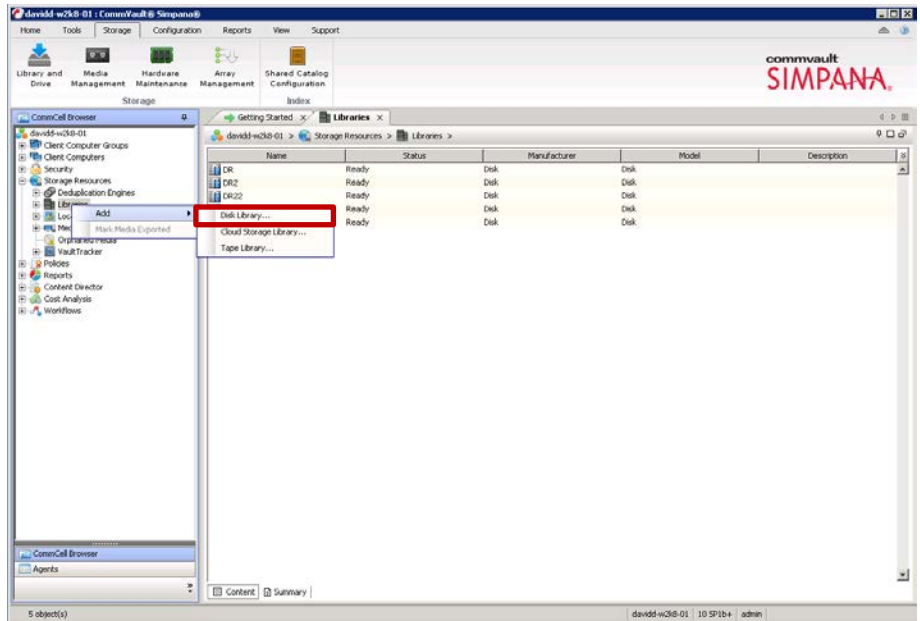 davidd-w2k8-01 : CommVault® Simpana®
Home Tools Storage Configuration Reports View Support
Library and Drive
Media Management
Hardware Maintenance
Array Management
Shared Catalog Configuration
Storage
Index
commvault
SIMPANA
CommCell Browser
Getting Started
Libraries
davidd-w2k8-01
Client Computer Groups
Client Computers
Security
Storage Resources
Deduplication Engines
Libraries
Loc
Med
Orphaned Media
VaultTracker
Policies
Reports
Content Director
Cost Analysis
Workflows
Add
Mark Media Exported
Disk Library...
Cloud Storage Library...
Tape Library...
davidd-w2k8-01 > Storage Resources > Libraries >
Name Status Manufacturer Model Description
DR Ready Disk Disk
DR2 Ready Disk Disk
DR22 Ready Disk Disk
Ready Disk Disk
Ready Disk Disk
CommCell Browser
Agents
Content Summary
5 object(s)
davidd-w2k8-01 10 SP1b+ admin